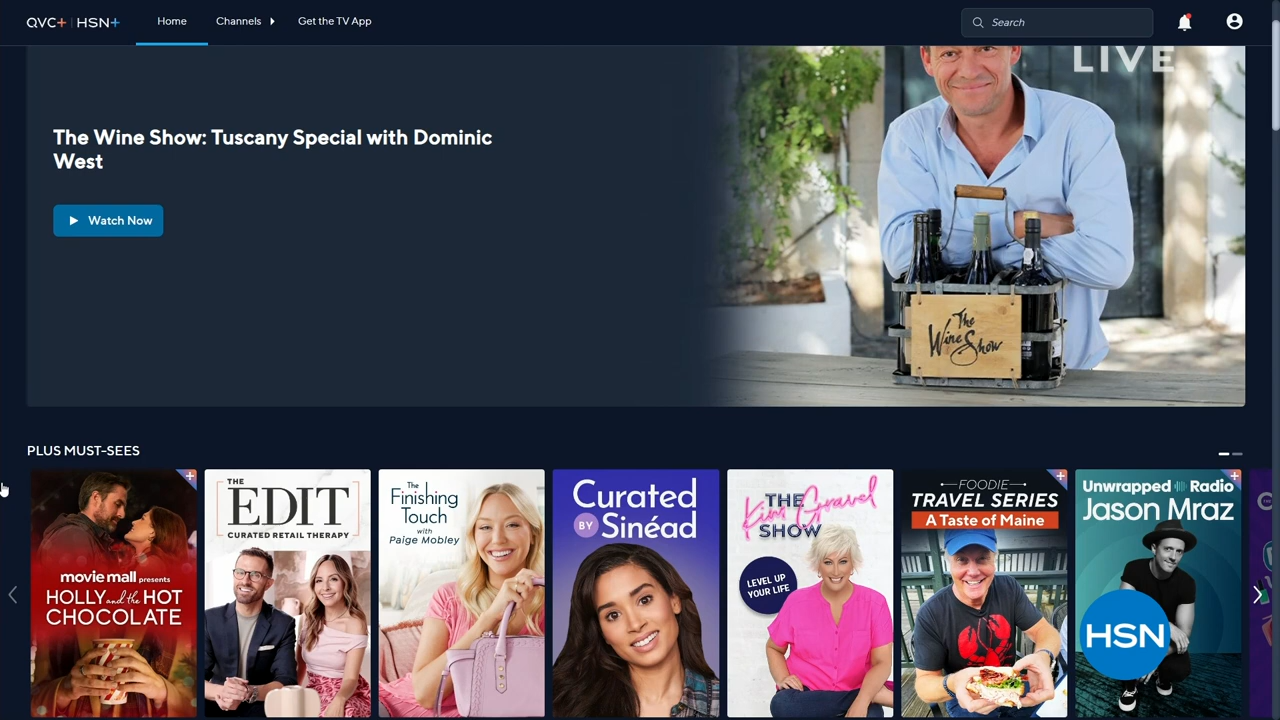 QVC+ | HSN+
Home
Channels
Get the TV App
Search
LIVE
The Wine Show: Tuscany Special with Dominic
West
Watch Now
The
Wine Show
PLUS MUST-SEES
movie mall presents
HOLLY and the HOT
CHOCOLATE
THE
EDIT
CURATED RETAIL THERAPY
The
Finishing
Touch
with
Paige Mobley
Curated
BY Sinéad
THE
Kim Gravel
SHOW
LEVEL UP
YOUR LIFE
FOODIE
TRAVEL SERIES
A Taste of Maine
Unwrapped Radio
Jason Mraz
HSN